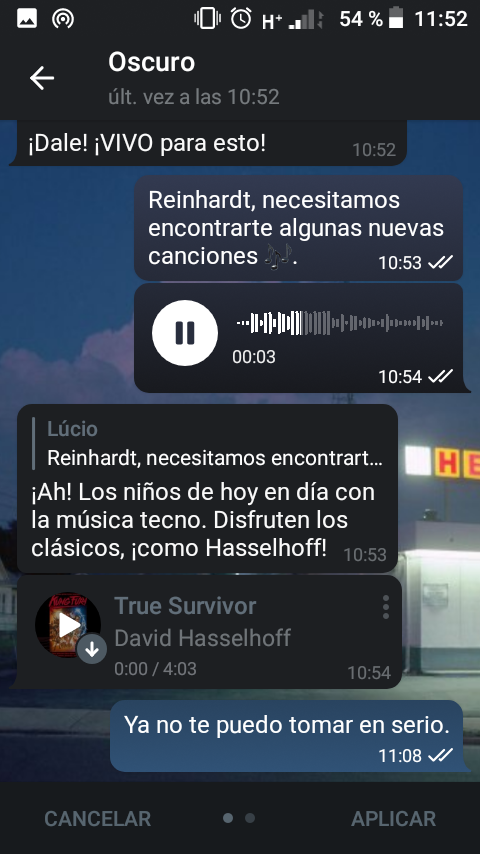 H+ 54 % 11:52
Oscuro
últ. vez a las 10:52
¡Dale! ¡VIVO para esto!
10:52
Reinhardt, necesitamos
encontrarte algunas nuevas
canciones 🎶.
10:53
00:03
10:54
Lúcio
Reinhardt, necesitamos encontrart...
¡Ah! Los niños de hoy en día con
la música tecno. Disfruten los
clásicos, ¡como Hasselhoff!
10:53
HE
KUNG FURY
True Survivor
David Hasselhoff
0:00 / 4:03
10:54
Ya no te puedo tomar en serio.
11:08
CANCELAR APLICAR